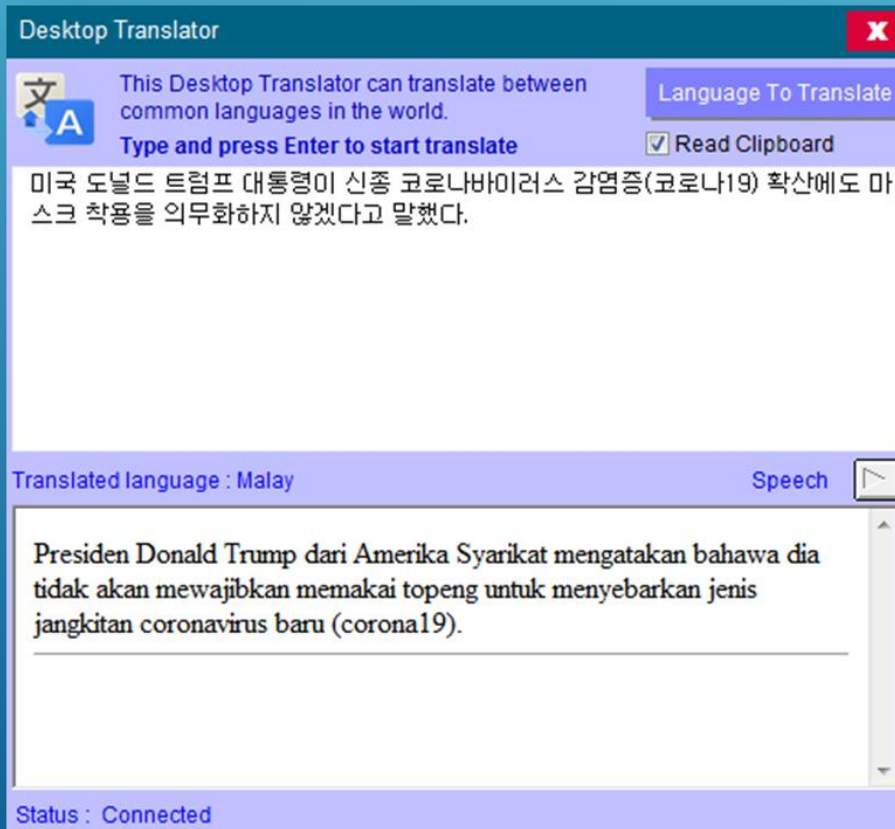 Desktop Translator
X
文A
This Desktop Translator can translate between
common languages in the world.
Type and press Enter to start translate
Language To Translate
Read Clipboard
미국 도널드 트럼프 대통령이 신종 코로나바이러스 감염증(코로나19) 확산에도 마
스크 착용을 의무화하지 않겠다고 말했다.
Translated language : Malay
Speech
Presiden Donald Trump dari Amerika Syarikat mengatakan bahawa dia
tidak akan mewajibkan memakai topeng untuk menyebarkan jenis
jangkitan coronavirus baru (corona19).
Status : Connected